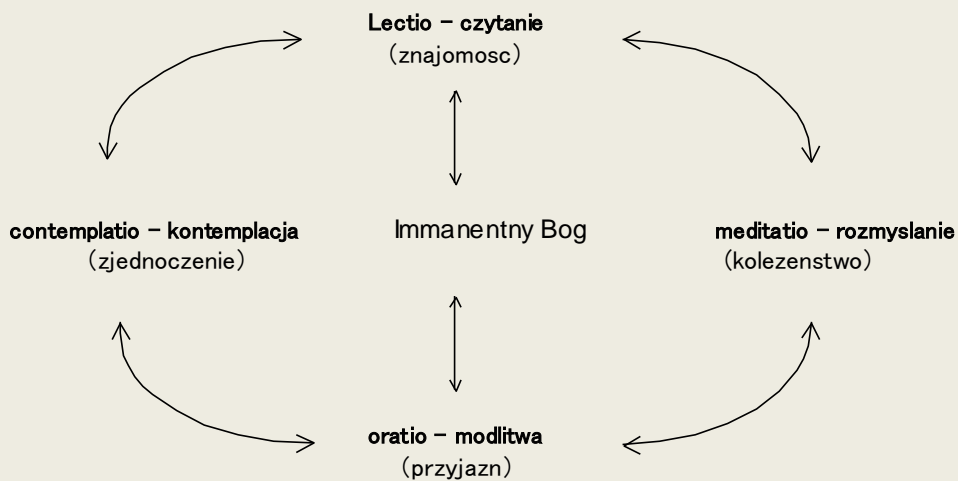 Lectio – czytanie
(znajomosc)
contemplatio – kontemplacja
(zjednoczenie)
Immanentny Bog
meditatio – rozmyslanie
(kolezenstwo)
oratio – modlitwa
(przyjazn)